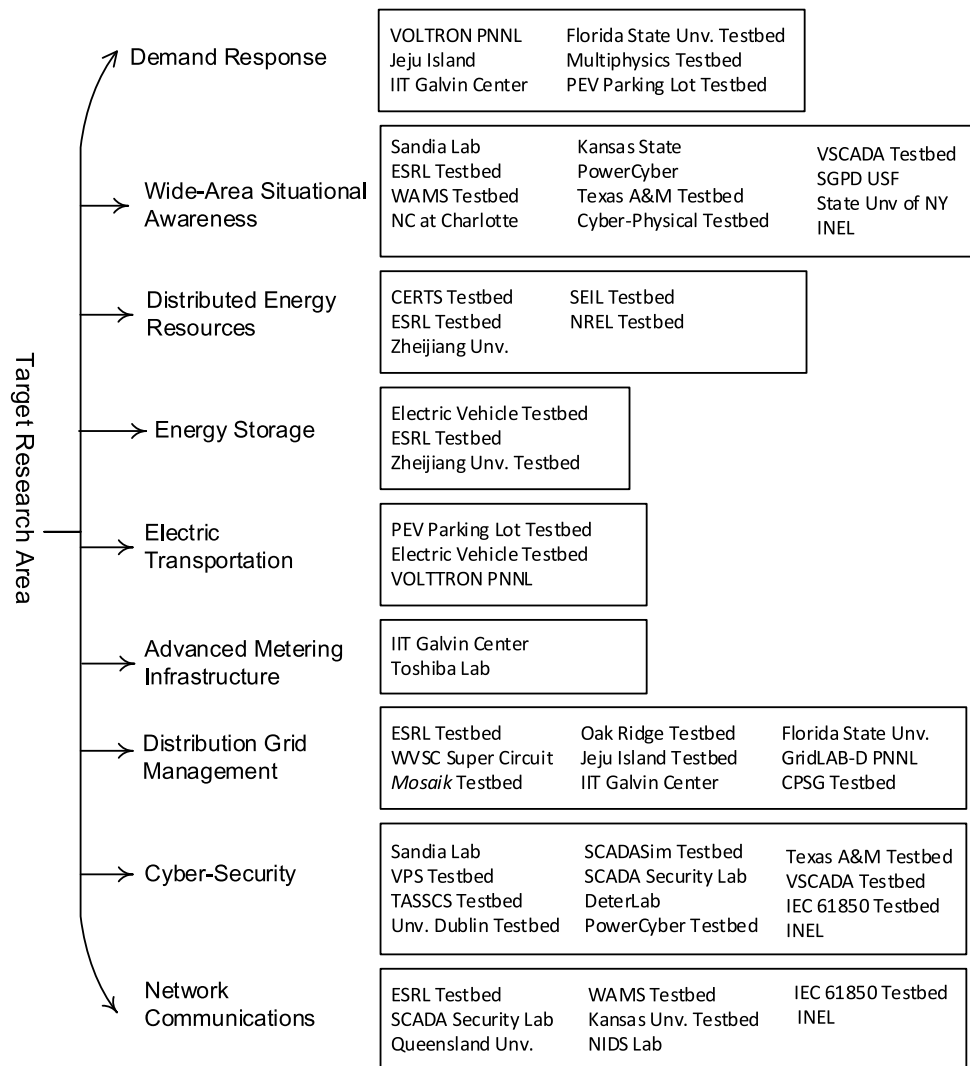 Target Research Area
Demand Response
VOLTRON PNNL
Jeju Island
IIT Galvin Center
Florida State Unv. Testbed
Multiphysics Testbed
PEV Parking Lot Testbed
Wide-Area Situational
Awareness
Sandia Lab
ESRL Testbed
WAMS Testbed
NC at Charlotte
Kansas State
PowerCyber
Texas A&M Testbed
Cyber-Physical Testbed
VSCADA Testbed
SGPD USF
State Unv of NY
INEL
Distributed Energy
Resources
CERTS Testbed
ESRL Testbed
Zheijiang Unv.
SEIL Testbed
NREL Testbed
Energy Storage
Electric Vehicle Testbed
ESRL Testbed
Zheijiang Unv. Testbed
Electric
Transportation
PEV Parking Lot Testbed
Electric Vehicle Testbed
VOLTTRON PNNL
Advanced Metering
Infrastructure
IIT Galvin Center
Toshiba Lab
Distribution Grid
Management
ESRL Testbed
WVSC Super Circuit
Mosaik Testbed
Oak Ridge Testbed
Jeju Island Testbed
IIT Galvin Center
Florida State Unv.
GridLAB-D PNNL
CPSG Testbed
Cyber-Security
Sandia Lab
VPS Testbed
TASSCS Testbed
Unv. Dublin Testbed
SCADASim Testbed
SCADA Security Lab
DeterLab
PowerCyber Testbed
Texas A&M Testbed
VSCADA Testbed
IEC 61850 Testbed
INEL
Network
Communications
ESRL Testbed
SCADA Security Lab
Queensland Unv.
WAMS Testbed
Kansas Unv. Testbed
NIDS Lab
IEC 61850 Testbed
INEL